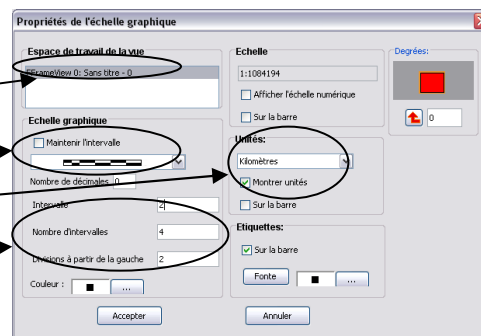 Propriétés de l'échelle graphique
Espace de travail de la vue
FFrameView 0: Sans titre - 0
Echelle graphique
Maintenir l'intervalle
Nombre de décimales 0
Intervalle 2
Nombre d'intervalles 4
Divisions à partir de la gauche 2
Couleur : ...
Echelle
1:1084194
Afficher l'échelle numérique
Sur la barre
Unités:
Kilomètres
Montrer unités
Sur la barre
Etiquettes:
Sur la barre
Fonte ...
Degrées:
0
Accepter
Annuler